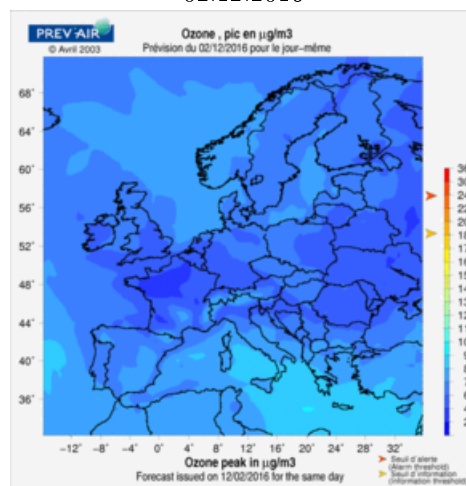 PREV'AIR
© Avril 2003
Ozone , pic en µg/m3
Prévision du 02/12/2016 pour le jour-même
68°
64°
60°
56°
52°
48°
44°
40°
36°
-12° -8° -4° 0° 4° 8° 12° 16° 20° 24° 28° 32°
Ozone peak in µg/m3
Forecast issued on 12/02/2016 for the same day
Seuil d'alerte
(Alarm threshold)
Seuil d'information
(Information threshold)